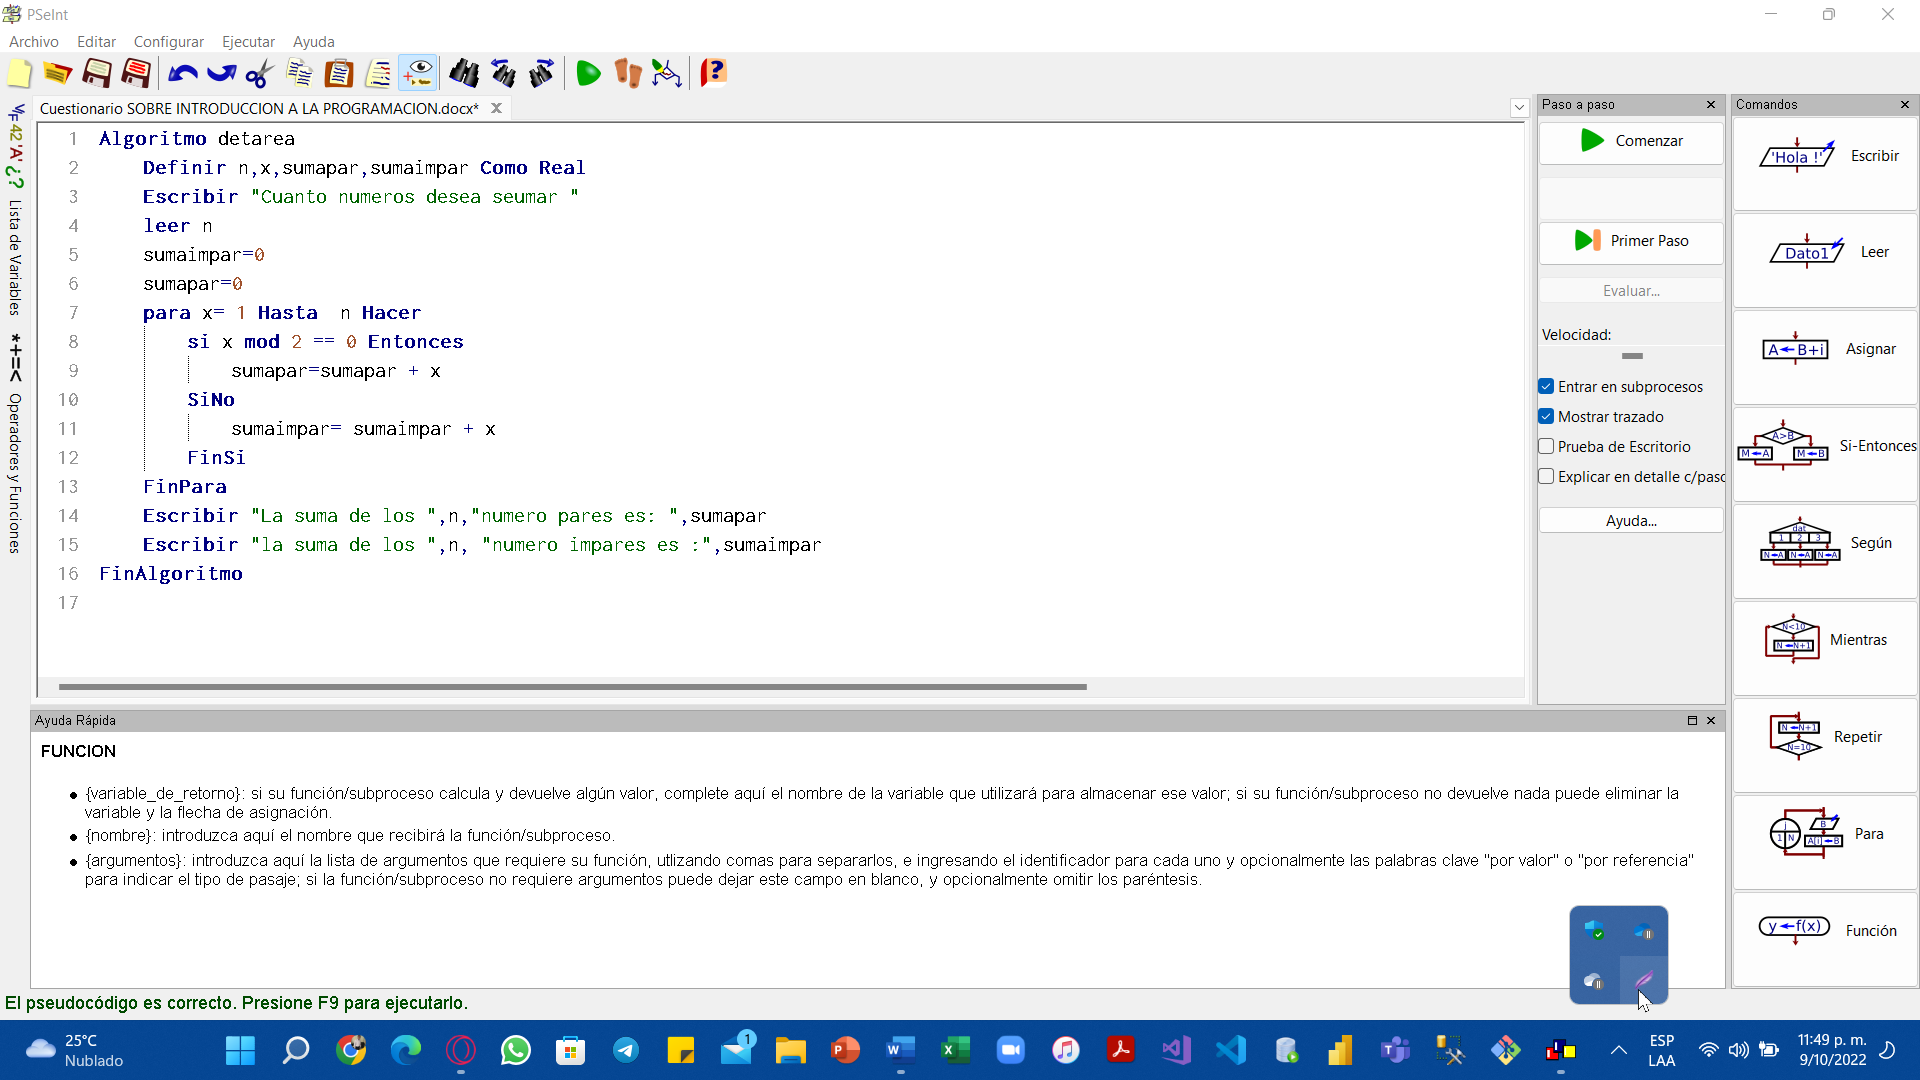 PSeInt
Archivo Editar Configurar Ejecutar Ayuda
Cuestionario SOBRE INTRODUCCION A LA PROGRAMACION.docx*
1 Algoritmo detarea
2 Definir n,x,sumapar,sumaimpar Como Real
3 Escribir "Cuanto numeros desea seumar "
4 leer n
5 sumaimpar=0
6 sumapar=0
7 para x= 1 Hasta n Hacer
8 si x mod 2 == 0 Entonces
9 sumapar=sumapar + x
10 SiNo
11 sumaimpar= sumaimpar + x
12 FinSi
13 FinPara
14 Escribir "La suma de los ",n,"numero pares es: ",sumapar
15 Escribir "la suma de los ",n, "numero impares es :",sumaimpar
16 FinAlgoritmo
17
42 'A' ¿?
Lista de Variables
*+=<
Operadores y Funciones
Paso a paso
Comenzar
Primer Paso
Evaluar...
Velocidad:
Entrar en subprocesos
Mostrar trazado
Prueba de Escritorio
Explicar en detalle c/paso
Ayuda...
Comandos
'Hola !' Escribir
Dato1 Leer
A←B+i Asignar
A>B M←A M←B Si-Entonces
dat 1 2 3 N←A N←A N←A Según
N<10 N←N+1 Mientras
N←N+1 N=10 Repetir
1 N B A[i]←B Para
y←f(x) Función
Ayuda Rápida
FUNCION
{variable_de_retorno}: si su función/subproceso calcula y devuelve algún valor, complete aquí el nombre de la variable que utilizará para almacenar ese valor; si su función/subproceso no devuelve nada puede eliminar la
variable y la flecha de asignación.
{nombre}: introduzca aquí el nombre que recibirá la función/subproceso.
{argumentos}: introduzca aquí la lista de argumentos que requiere su función, utlizando comas para separarlos, e ingresando el identificador para cada uno y opcionalmente las palabras clave "por valor" o "por referencia"
para indicar el tipo de pasaje; si la función/subproceso no requiere argumentos puede dejar este campo en blanco, y opcionalmente omitir los paréntesis.
El pseudocódigo es correcto. Presione F9 para ejecutarlo.
25°C
Nublado
1
ESP
LAA
11:49 p. m.
9/10/2022